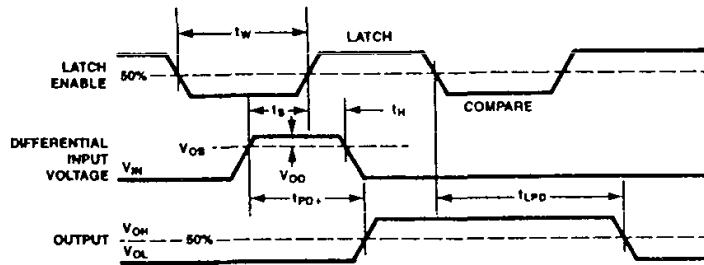 tW
LATCH
LATCH
ENABLE
50%
COMPARE
tS
tH
DIFFERENTIAL
INPUT
VOLTAGE
VOS
VIN
VOD
tPD+
tLPD
OUTPUT
VOH
50%
VOL